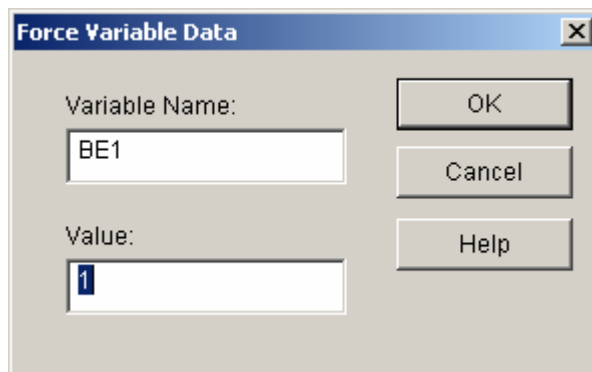 Force Variable Data
Variable Name:
BE1
OK
Cancel
Value:
1
Help